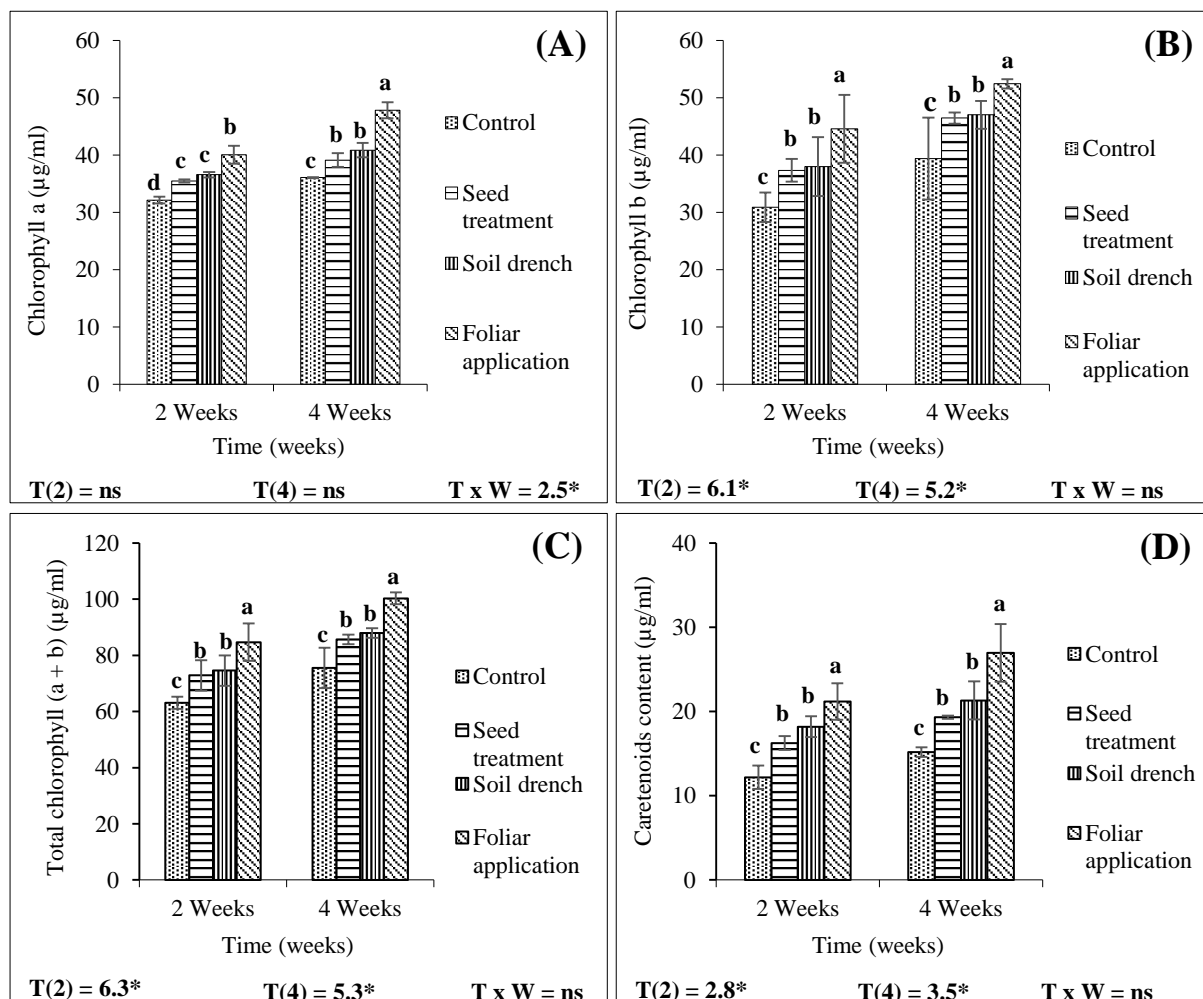 (A)
Chlorophyll a (µg/ml)
60
50
40
30
20
10
0
d
c
c
b
c
b
b
a
2 Weeks
4 Weeks
Time (weeks)
Control
Seed
treatment
Soil drench
Foliar
application
T(2) = ns T(4) = ns T x W = 2.5*
(B)
Chlorophyll b (µg/ml)
60
50
40
30
20
10
0
c
b
b
a
c
b
b
a
2 Weeks
4 Weeks
Time (weeks)
Control
Seed
treatment
Soil drench
Foliar
application
T(2) = 6.1* T(4) = 5.2* T x W = ns
(C)
Total chlorophyll (a + b) (µg/ml)
120
100
80
60
40
20
0
c
b
b
a
c
b
b
a
2 Weeks
4 Weeks
Time (weeks)
Control
Seed
treatment
Soil drench
Foliar
application
T(2) = 6.3* T(4) = 5.3* T x W = ns
(D)
Caretenoids content (µg/ml)
40
30
20
10
0
c
b
b
a
c
b
b
a
2 Weeks
4 Weeks
Time (weeks)
Control
Seed
treatment
Soil drench
Foliar
application
T(2) = 2.8* T(4) = 3.5* T x W = ns